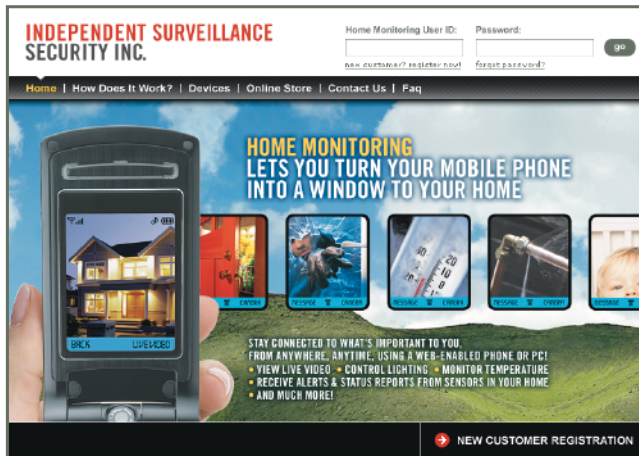 INDEPENDENT SURVEILLANCE
SECURITY INC.
Home Monitoring User ID:
Password:
go
new customer? register now!
forgot password?
Home | How Does It Work? | Devices | Online Store | Contact Us | Faq
HOME MONITORING
LETS YOU TURN YOUR MOBILE PHONE
INTO A WINDOW TO YOUR HOME
CAMERA
MESSAGE CAMERA
MESSAGE CAMERA
MESSAGE CAMERA
MESSAGE
BACK LIVEVIDEO
STAY CONNECTED TO WHAT'S IMPORTANT TO YOU,
FROM ANYWHERE, ANYTIME, USING A WEB-ENABLED PHONE OR PC!
• VIEW LIVE VIDEO • CONTROL LIGHTING • MONITOR TEMPERATURE
• RECEIVE ALERTS & STATUS REPORTS FROM SENSORS IN YOUR HOME
• AND MUCH MORE!
NEW CUSTOMER REGISTRATION